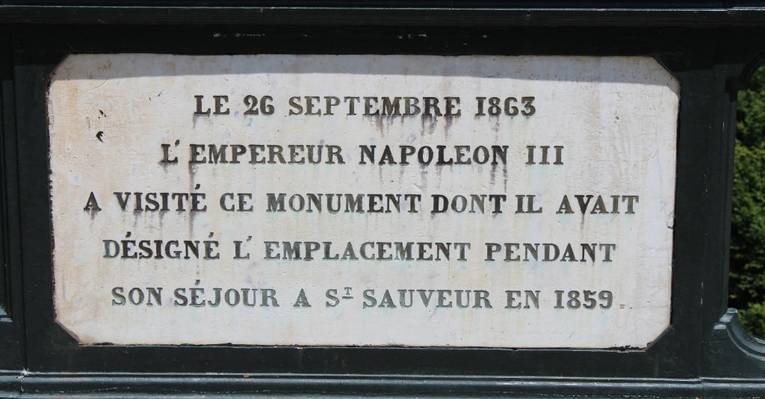 LE 26 SEPTEMBRE 1863
L'EMPEREUR NAPOLEON III
A VISITÉ CE MONUMENT DONT IL AVAIT
DÉSIGNÉ L'EMPLACEMENT PENDANT
SON SÉJOUR A ST SAUVEUR EN 1859